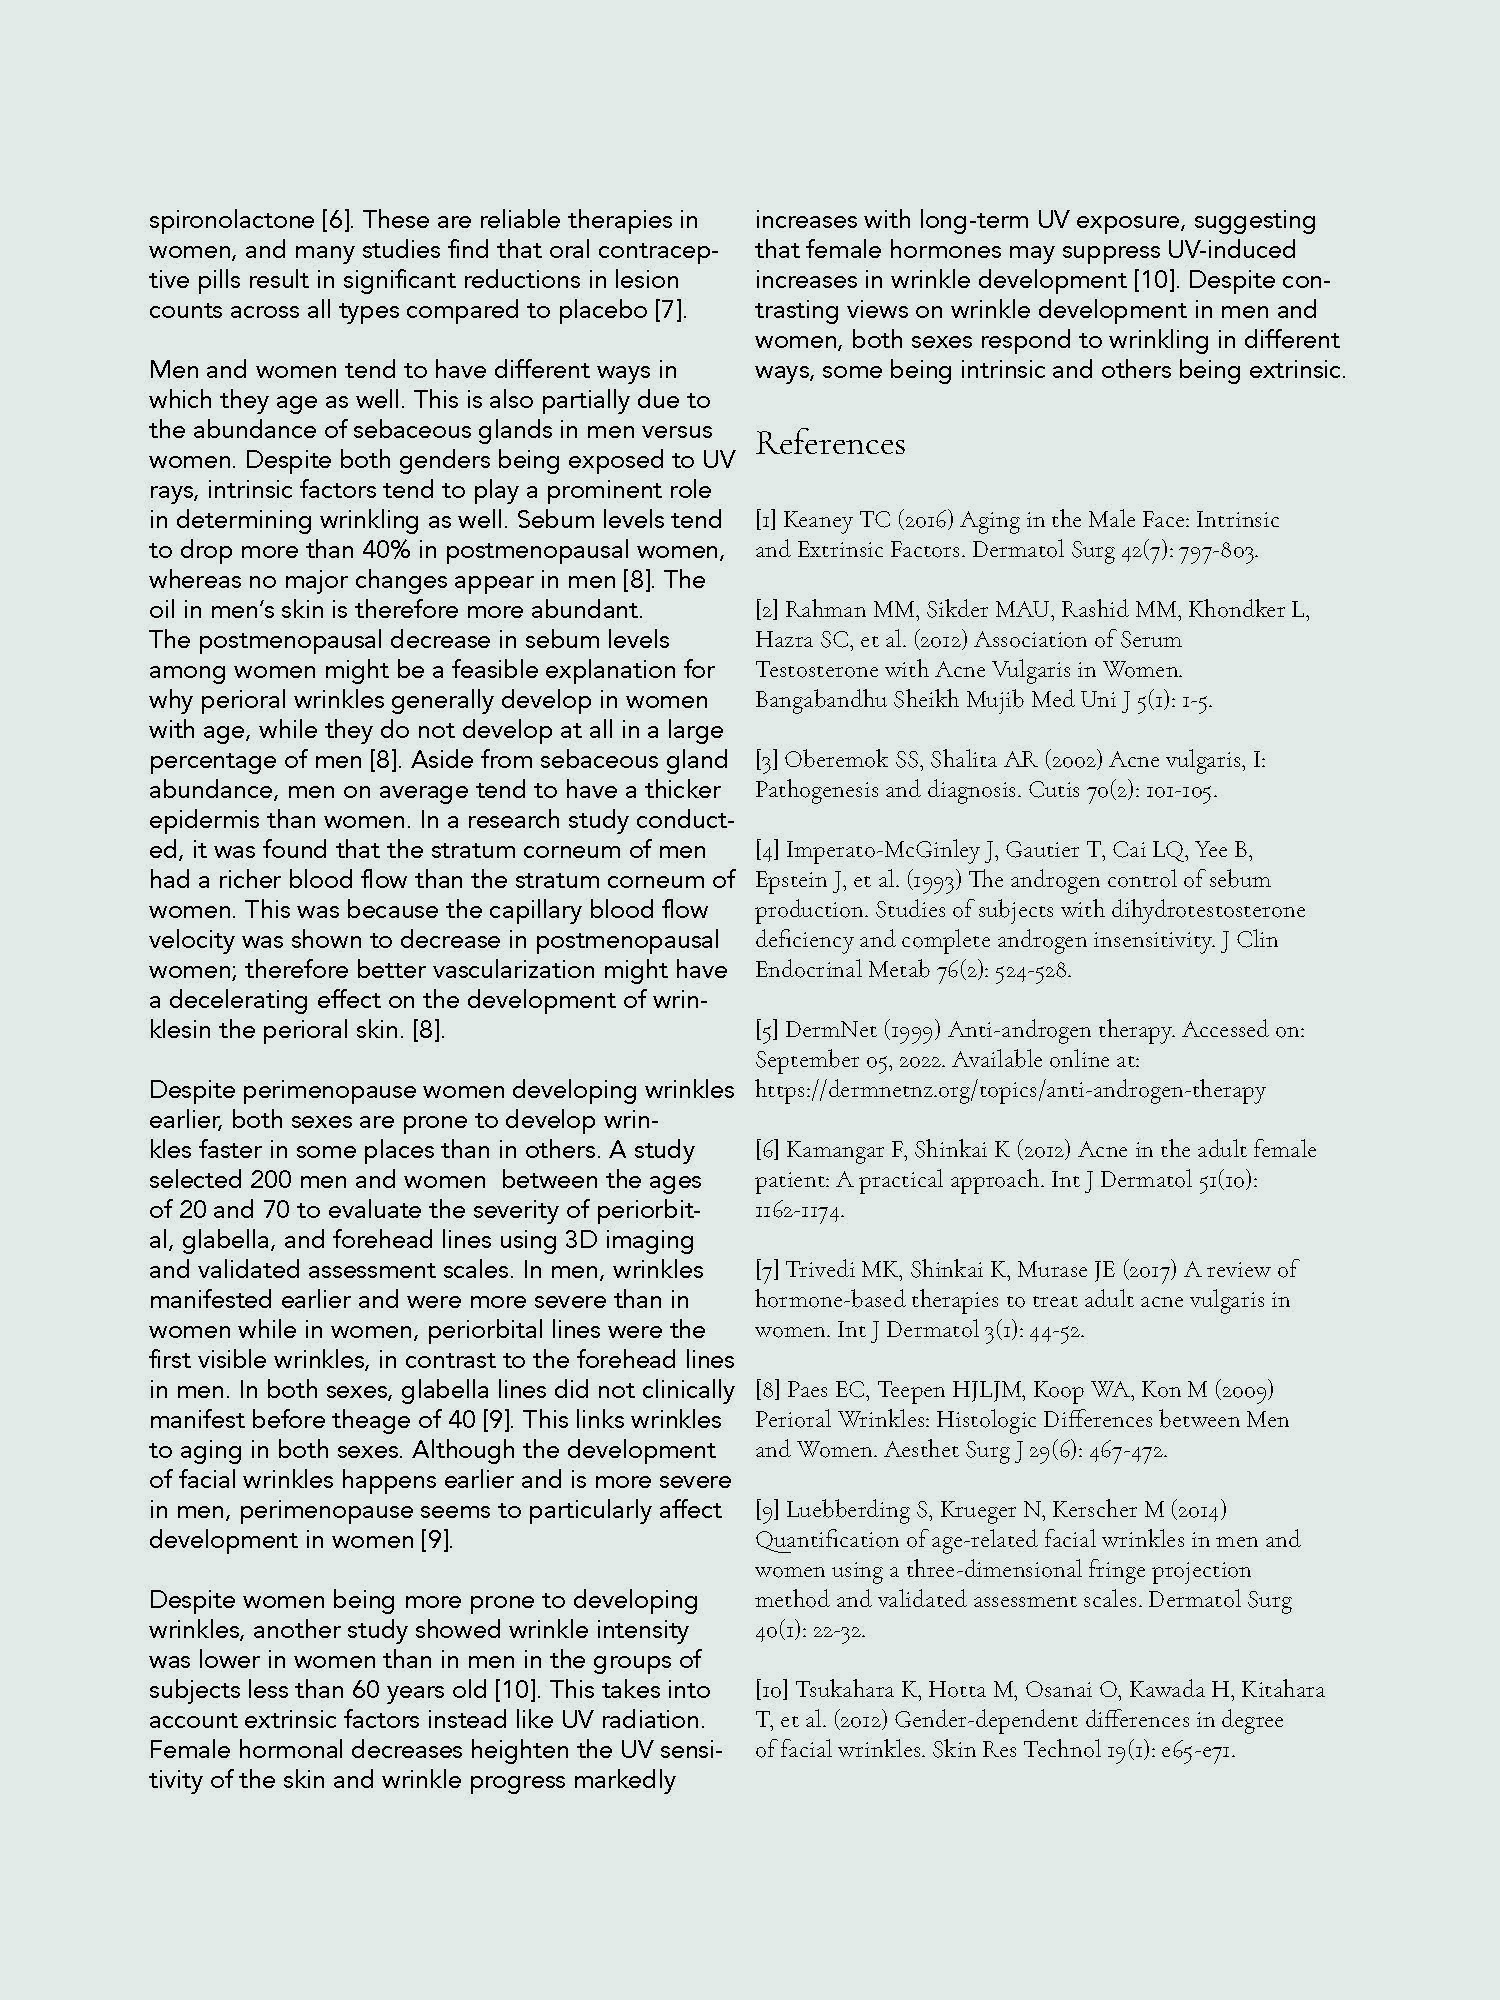 spironolactone [6]. These are reliable therapies in
women, and many studies find that oral contracep-
tive pills result in significant reductions in lesion
counts across all types compared to placebo [7].
Men and women tend to have different ways in
which they age as well. This is also partially due to
the abundance of sebaceous glands in men versus
women. Despite both genders being exposed to UV
rays, intrinsic factors tend to play a prominent role
in determining wrinkling as well. Sebum levels tend
to drop more than 40% in postmenopausal women,
whereas no major changes appear in men [8]. The
oil in men’s skin is therefore more abundant.
The postmenopausal decrease in sebum levels
among women might be a feasible explanation for
why perioral wrinkles generally develop in women
with age, while they do not develop at all in a large
percentage of men [8]. Aside from sebaceous gland
abundance, men on average tend to have a thicker
epidermis than women. In a research study conduct-
ed, it was found that the stratum corneum of men
had a richer blood flow than the stratum corneum of
women. This was because the capillary blood flow
velocity was shown to decrease in postmenopausal
women; therefore better vascularization might have
a decelerating effect on the development of wrin-
klesin the perioral skin. [8].
Despite perimenopause women developing wrinkles
earlier, both sexes are prone to develop wrin-
kles faster in some places than in others. A study
selected 200 men and women  between the ages
of 20 and 70 to evaluate the severity of periorbit-
al, glabella, and forehead lines using 3D imaging
and validated assessment scales. In men, wrinkles
manifested earlier and were more severe than in
women while in women, periorbital lines were the
first visible wrinkles, in contrast to the forehead lines
in men. In both sexes, glabella lines did not clinically
manifest before theage of 40 [9]. This links wrinkles
to aging in both sexes. Although the development
of facial wrinkles happens earlier and is more severe
in men, perimenopause seems to particularly affect
development in women [9].
Despite women being more prone to developing
wrinkles, another study showed wrinkle intensity
was lower in women than in men in the groups of
subjects less than 60 years old [10]. This takes into
account extrinsic factors instead like UV radiation.
Female hormonal decreases heighten the UV sensi-
tivity of the skin and wrinkle progress markedly
increases with long-term UV exposure, suggesting
that female hormones may suppress UV-induced
increases in wrinkle development [10]. Despite con-
trasting views on wrinkle development in men and
women, both sexes respond to wrinkling in different
ways, some being intrinsic and others being extrinsic.
References
[1] Keaney TC (2016) Aging in the Male Face: Intrinsic
and Extrinsic Factors. Dermatol Surg 42(7): 797-803.
[2] Rahman MM, Sikder MAU, Rashid MM, Khondker L,
Hazra SC, et al. (2012) Association of Serum
Testosterone with Acne Vulgaris in Women.
Bangabandhu Sheikh Mujib Med Uni J 5(1): 1-5.
[3] Oberemok SS, Shalita AR (2002) Acne vulgaris, I:
Pathogenesis and diagnosis. Cutis 70(2): 101-105.
[4] Imperato-McGinley J, Gautier T, Cai LQ, Yee B,
Epstein J, et al. (1993) The androgen control of sebum
production. Studies of subjects with dihydrotestosterone
deficiency and complete androgen insensitivity. J Clin
Endocrinal Metab 76(2): 524-528.
[5] DermNet (1999) Anti-androgen therapy. Accessed on:
September 05, 2022. Available online at:
https://dermnetnz.org/topics/anti-androgen-therapy
[6] Kamangar F, Shinkai K (2012) Acne in the adult female
patient: A practical approach. Int J Dermatol 51(10):
1162-1174.
[7] Trivedi MK, Shinkai K, Murase JE (2017) A review of
hormone-based therapies to treat adult acne vulgaris in
women. Int J Dermatol 3(1): 44-52.
[8] Paes EC, Teepen HJLJM, Koop WA, Kon M (2009)
Perioral Wrinkles: Histologic Differences between Men
and Women. Aesthet Surg J 29(6): 467-472.
[9] Luebberding S, Krueger N, Kerscher M (2014)
Quantification of age-related facial wrinkles in men and
women using a three-dimensional fringe projection
method and validated assessment scales. Dermatol Surg
40(1): 22-32.
[10] Tsukahara K, Hotta M, Osanai O, Kawada H, Kitahara
T, et al. (2012) Gender-dependent differences in degree
of facial wrinkles. Skin Res Technol 19(1): e65-e71.